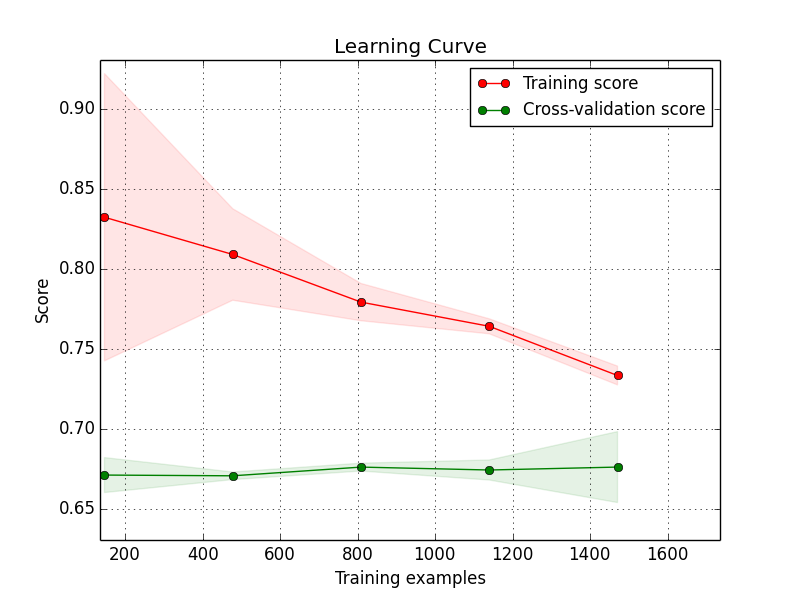 Learning Curve
Training score
Cross-validation score
0.90
0.85
0.80
0.75
0.70
0.65
Score
200 400 600 800 1000 1200 1400 1600
Training examples